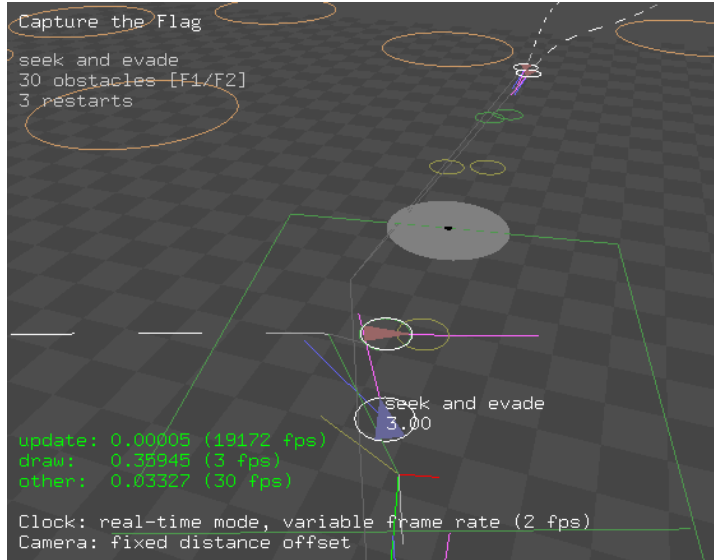 Capture the Flag
seek and evade
30 obstacles [F1/F2]
3 restarts
seek and evade
3.00
update: 0.00005 (19172 fps)
draw: 0.35945 (3 fps)
other: 0.03327 (30 fps)
Clock: real-time mode, variable frame rate (2 fps)
Camera: fixed distance offset